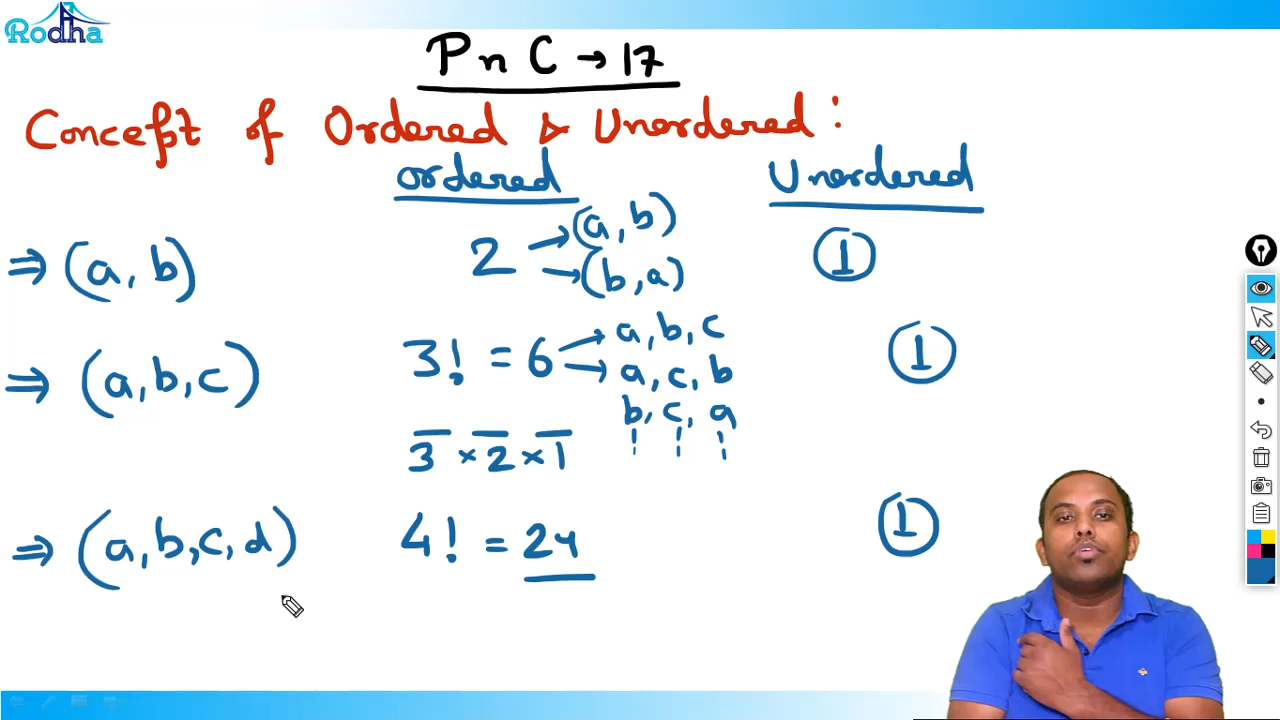 Rodha
P n C → 17
Concept of Ordered & Unordered :
ordered Unordered
⇒ (a, b) 2 → (a, b) 1
→ (b, a)
⇒ (a, b, c) 3! = 6 → a, b, c 1
→ a, c, b
b, c, a
3 × 2 × 1
⇒ (a, b, c, d) 4! = 24 1